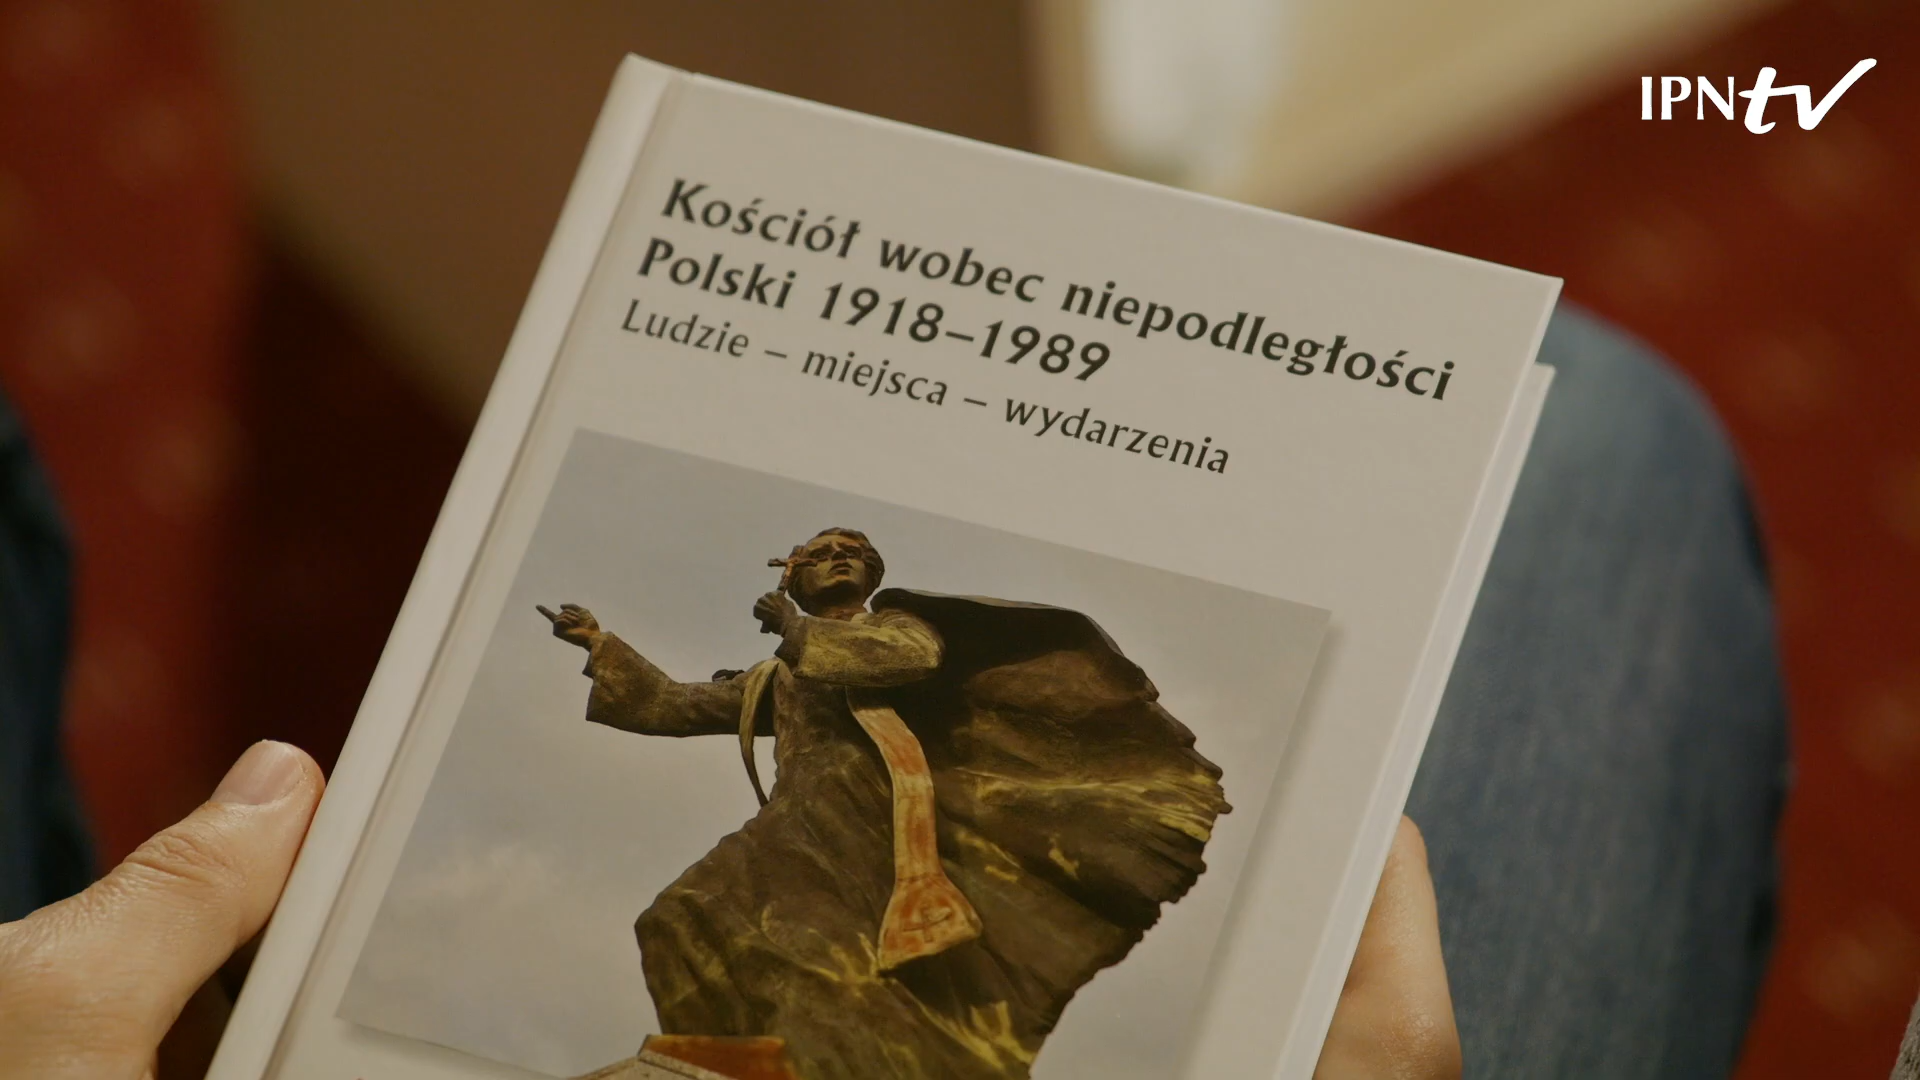 IPNtv
Kościół wobec niepodległości
Polski 1918–1989
Ludzie – miejsca – wydarzenia